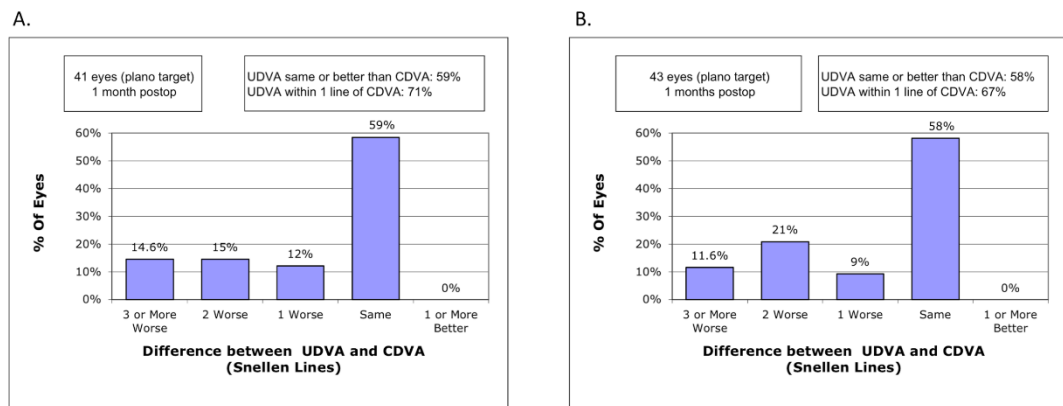 A.
41 eyes (plano target)
1 month postop
UDVA same or better than CDVA: 59%
UDVA within 1 line of CDVA: 71%
% Of Eyes
60%
50%
40%
30%
20%
10%
0%
14.6%
15%
12%
59%
0%
3 or More
Worse
2 Worse
1 Worse
Same
1 or More
Better
Difference between UDVA and CDVA
(Snellen Lines)
B.
43 eyes (plano target)
1 months postop
UDVA same or better than CDVA: 58%
UDVA within 1 line of CDVA: 67%
% Of Eyes
60%
50%
40%
30%
20%
10%
0%
11.6%
21%
9%
58%
0%
3 or More
Worse
2 Worse
1 Worse
Same
1 or More
Better
Difference between UDVA and CDVA
(Snellen Lines)